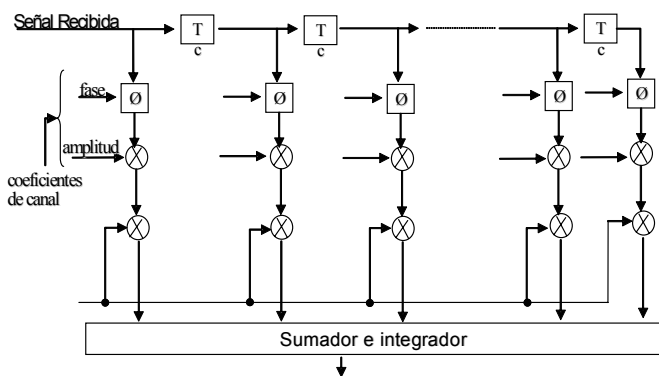 Señal Recibida
T
c
T
c
T
c
fase
Ø
Ø
Ø
Ø
Ø
amplitud
coeficientes
de canal
Sumador e integrador